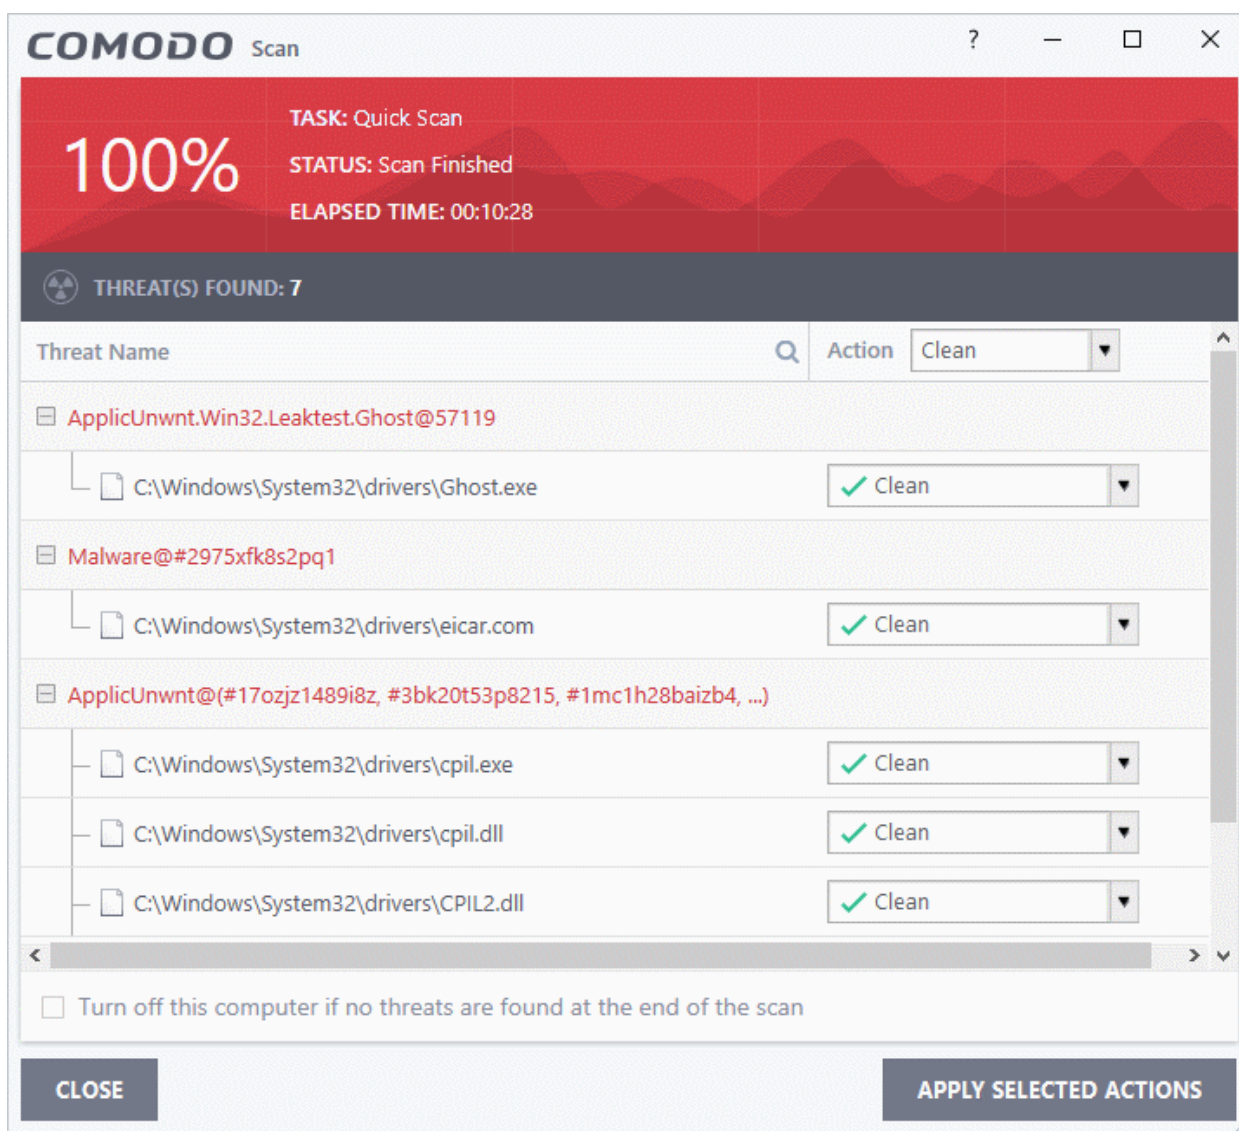 COMODO Scan ?
100%
TASK: Quick Scan
STATUS: Scan Finished
ELAPSED TIME: 00:10:28
THREAT(S) FOUND: 7
Threat Name Action Clean
ApplicUnwnt.Win32.Leaktest.Ghost@57119
C:\Windows\System32\drivers\Ghost.exe Clean
Malware@#2975xfk8s2pq1
C:\Windows\System32\drivers\eicar.com Clean
ApplicUnwnt@(#17ozjz1489i8z, #3bk20t53p8215, #1mc1h28baizb4, ...)
C:\Windows\System32\drivers\cpil.exe Clean
C:\Windows\System32\drivers\cpil.dll Clean
C:\Windows\System32\drivers\CPIL2.dll Clean
Turn off this computer if no threats are found at the end of the scan
CLOSE APPLY SELECTED ACTIONS